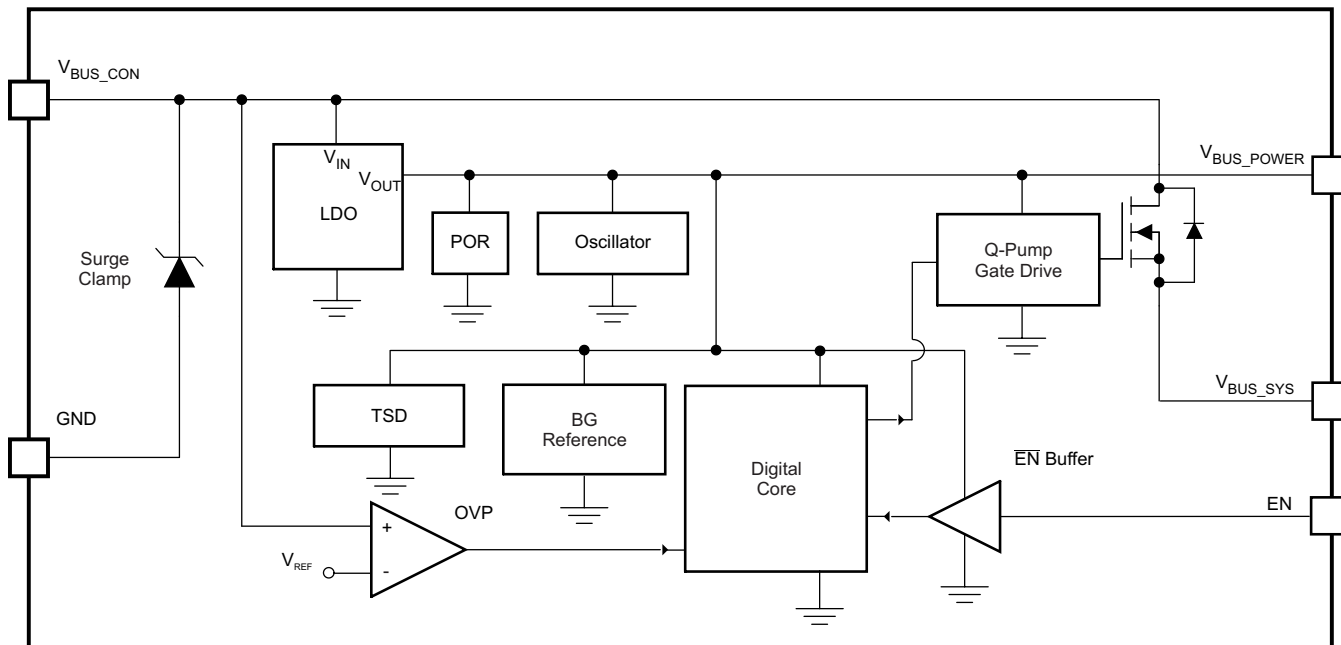 VBUS_CON
VIN
VOUT
LDO
POR
Oscillator
Q-Pump
Gate Drive
VBUS_POWER
Surge
Clamp
GND
TSD
BG
Reference
Digital
Core
VBUS_SYS
EN Buffer
EN
OVP
+
VREF
-